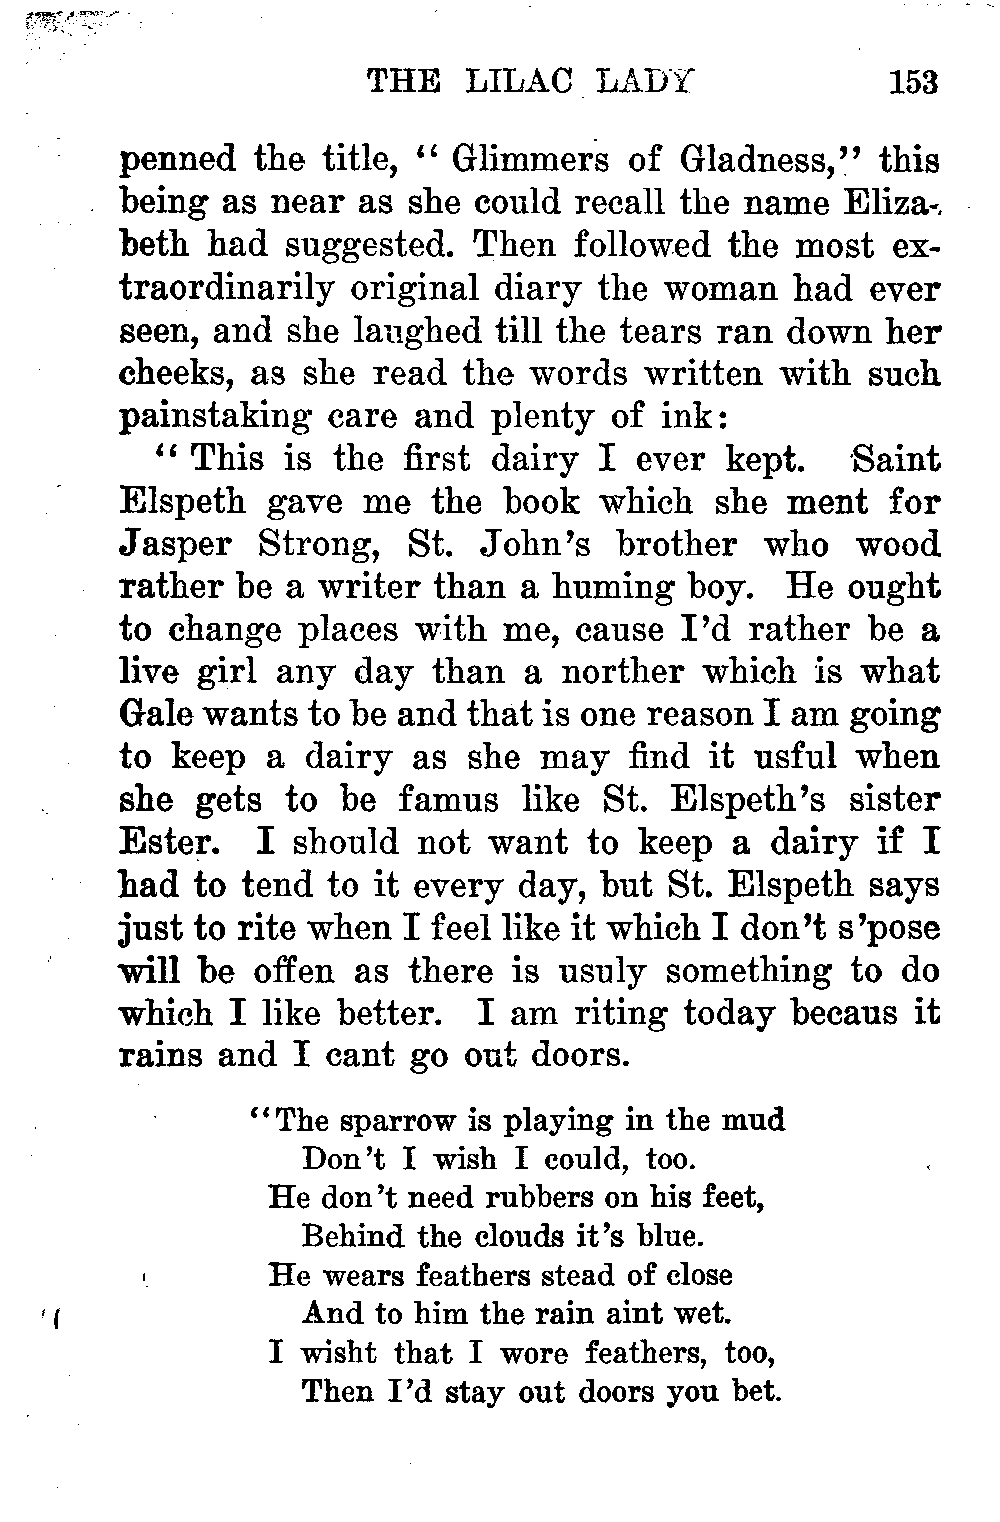 THE LILAC LADY 153
penned the title, “ Glimmers of Gladness,” this
being as near as she could recall the name Eliza-
beth had suggested. Then followed the most ex-
traordinarily original diary the woman had ever
seen, and she laughed till the tears ran down her
cheeks, as she read the words written with such
painstaking care and plenty of ink:
“ This is the first dairy I ever kept. Saint
Elspeth gave me the book which she ment for
Jasper Strong, St. John’s brother who wood
rather be a writer than a huming boy. He ought
to change places with me, cause I’d rather be a
live girl any day than a norther which is what
Gale wants to be and that is one reason I am going
to keep a dairy as she may find it usful when
she gets to be famus like St. Elspeth’s sister
Ester. I should not want to keep a dairy if I
had to tend to it every day, but St. Elspeth says
just to rite when I feel like it which I don’t s’pose
will be offen as there is usuly something to do
which I like better. I am riting today becaus it
rains and I cant go out doors.
“The sparrow is playing in the mud
Don’t I wish I could, too.
He don’t need rubbers on his feet,
Behind the clouds it’s blue.
He wears feathers stead of close
And to him the rain aint wet.
I wisht that I wore feathers, too,
Then I’d stay out doors you bet.